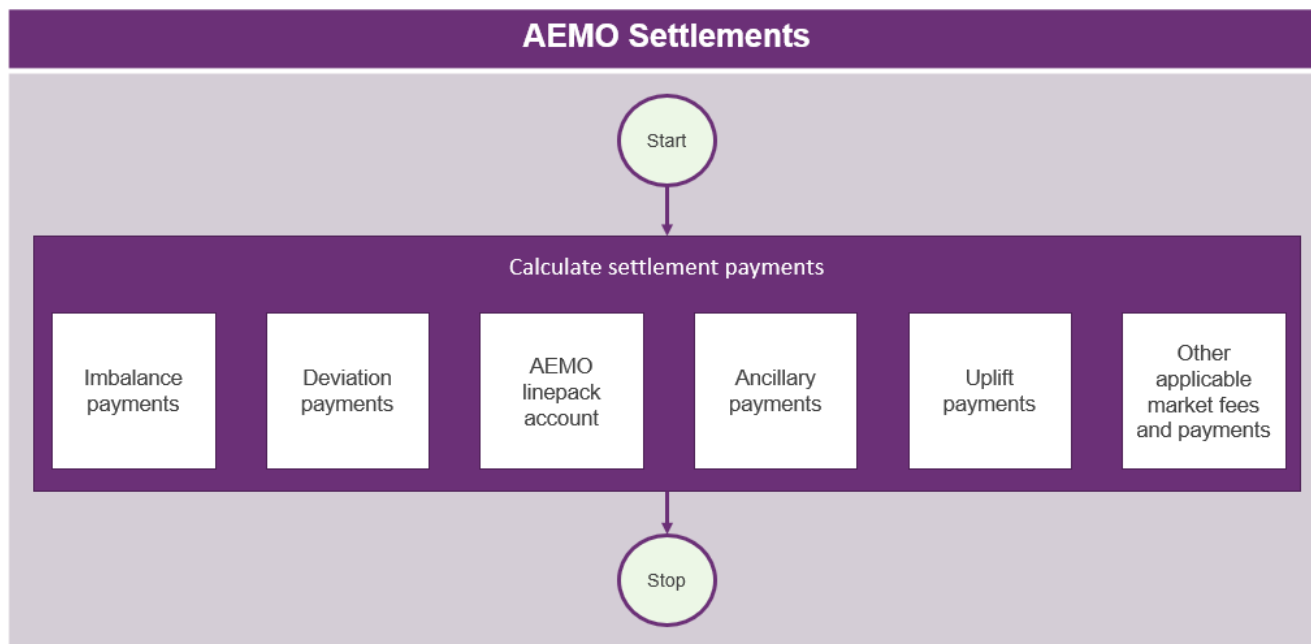 AEMO Settlements
Start
Calculate settlement payments
Imbalance
payments
Deviation
payments
AEMO
linepack
account
Ancillary
payments
Uplift
payments
Other
applicable
market fees
and payments
Stop